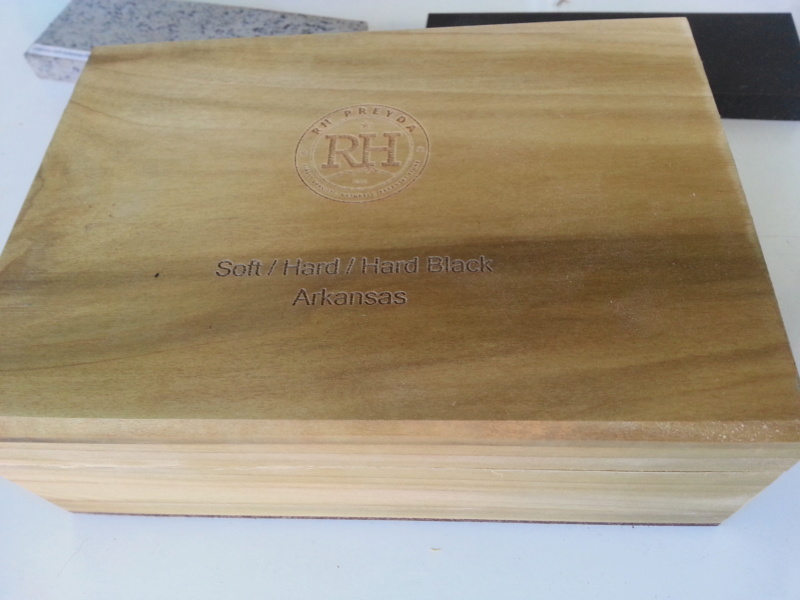 RH PREYDA
RH
Soft / Hard / Hard Black
Arkansas